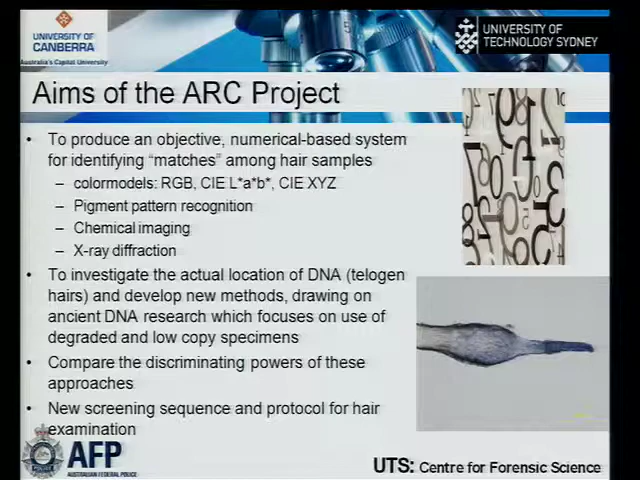 UNIVERSITY OF
CANBERRA
Australia's Capital University
UNIVERSITY OF
TECHNOLOGY SYDNEY
Aims of the ARC Project
• To produce an objective, numerical-based system
for identifying “matches” among hair samples
– colormodels: RGB, CIE L*a*b*, CIE XYZ
– Pigment pattern recognition
– Chemical imaging
– X-ray diffraction
• To investigate the actual location of DNA (telogen
hairs) and develop new methods, drawing on
ancient DNA research which focuses on use of
degraded and low copy specimens
• Compare the discriminating powers of these
approaches
• New screening sequence and protocol for hair
examination
AFP
AUSTRALIAN FEDERAL POLICE
UTS: Centre for Forensic Science